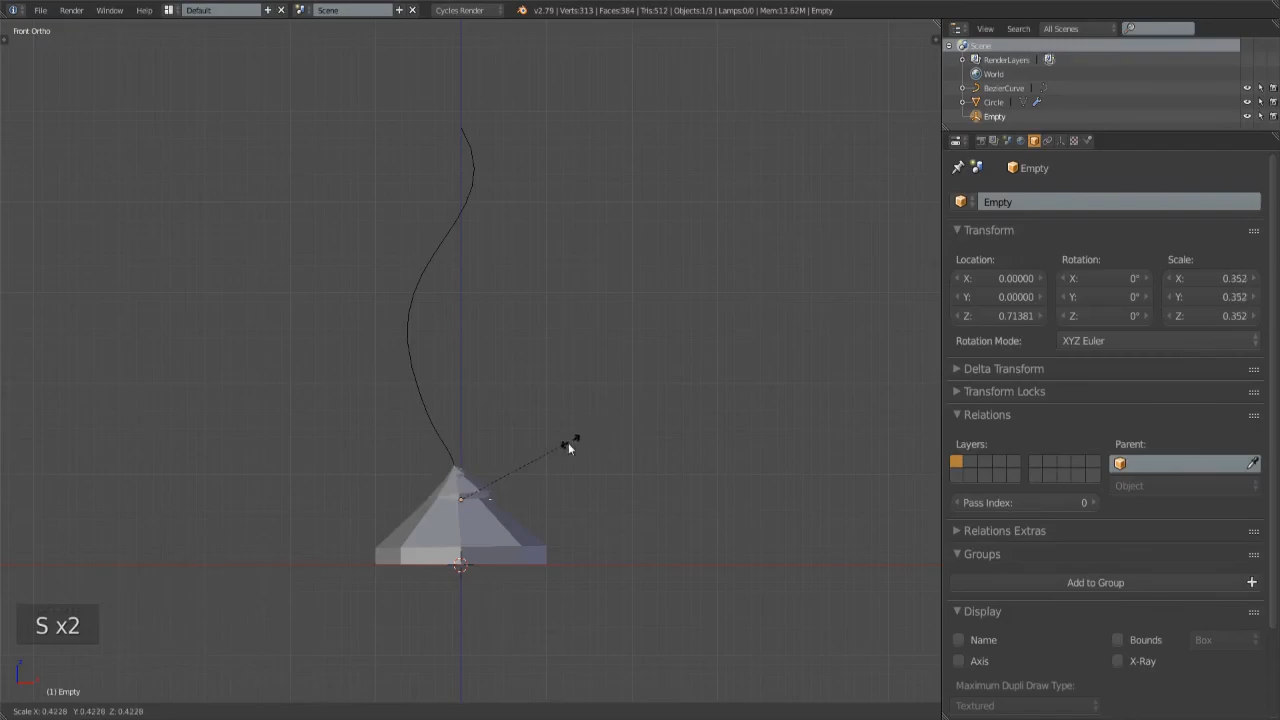 File Render Window Help Default Scene Cycles Render v2.79 | Verts:313 | Faces:384 | Tris:512 | Objects:1/3 | Lamps:0/0 | Mem:13.62M | Empty
Front Ortho
View Search All Scenes
Scene
RenderLayers
World
BezierCurve
Circle
Empty
Empty
Empty
Transform
Location: Rotation: Scale:
X: 0.00000 X: 0° X: 0.352
Y: 0.00000 Y: 0° Y: 0.352
Z: 0.71381 Z: 0° Z: 0.352
Rotation Mode: XYZ Euler
Delta Transform
Transform Locks
Relations
Layers: Parent:
Object
Pass Index: 0
Relations Extras
Groups
Add to Group
Display
Name Bounds Box
Axis X-Ray
Maximum Dupli Draw Type:
Textured
S x2
(1) Empty
Scale X: 0.4228 Y: 0.4228 Z: 0.4228